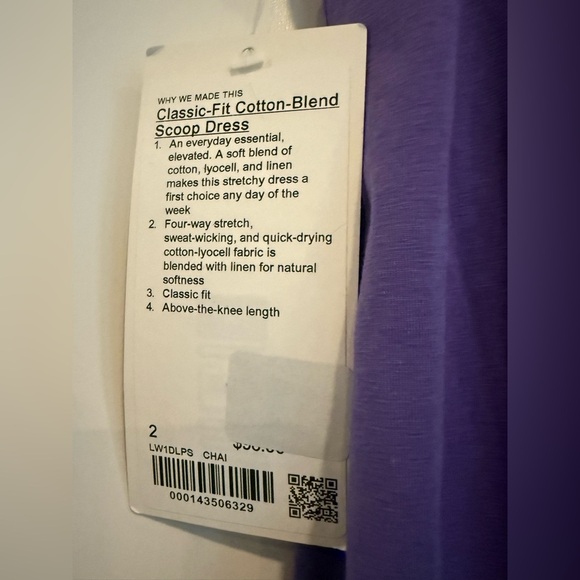 WHY WE MADE THIS
Classic-Fit Cotton-Blend
Scoop Dress
1. An everyday essential,
elevated. A soft blend of
cotton, lyocell, and linen
makes this stretchy dress a
first choice any day of the
week
2. Four-way stretch,
sweat-wicking, and quick-drying
cotton-lyocell fabric is
blended with linen for natural
softness
3. Classic fit
4. Above-the-knee length
2
LW1DLPS CHAI
000143506329